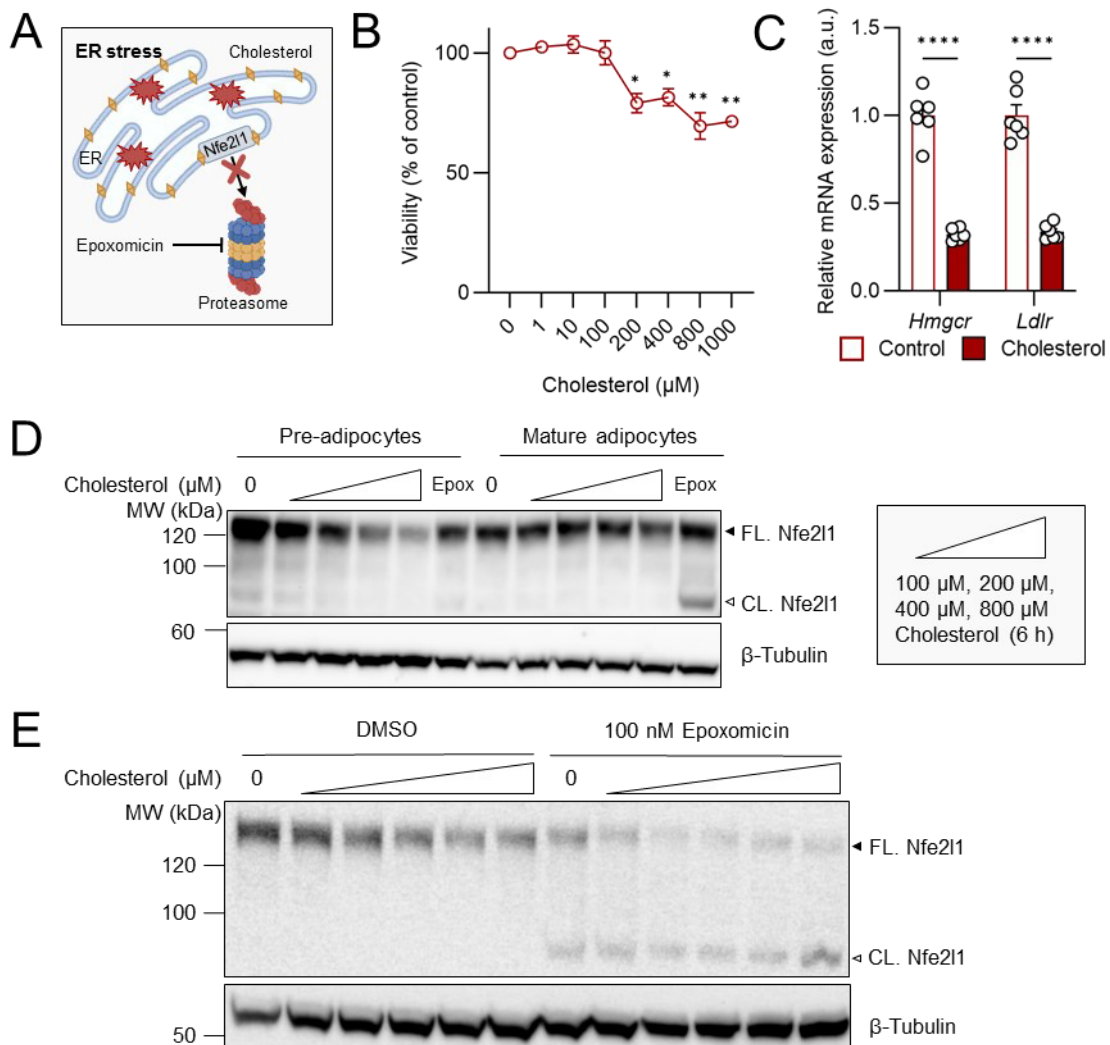 A
ER stress
Cholesterol
Nfe2l1
ER
Epoxomicin
Proteasome
B
Viability (% of control)
100
50
0
0
1
10
100
200
400
800
1000
*
*
**
**
Cholesterol (µM)
C
Relative mRNA expression (a.u.)
1.5
1.0
0.5
0.0
****
****
Hmgcr
Ldlr
Control
Cholesterol
D
Pre-adipocytes
Mature adipocytes
Cholesterol (µM)
0
Epox
0
Epox
MW (kDa)
120
100
60
FL. Nfe2l1
CL. Nfe2l1
β-Tubulin
100 µM, 200 µM,
400 µM, 800 µM
Cholesterol (6 h)
E
DMSO
100 nM Epoxomicin
Cholesterol (µM)
0
0
MW (kDa)
120
100
50
FL. Nfe2l1
CL. Nfe2l1
β-Tubulin